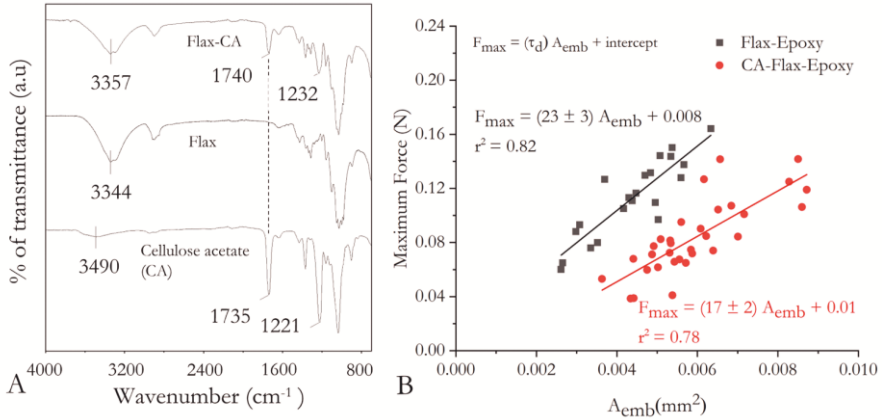 Flax-CA
3357
1740
1232
Flax
3344
3490
Cellulose acetate
(CA)
1735
1221
% of transmittance (a.u)
4000 3200 2400 1600 800
Wavenumber (cm⁻¹)
A
Fmax = (τd) Aemb + intercept
Flax-Epoxy
CA-Flax-Epoxy
Fmax = (23 ± 3) Aemb + 0.008
r² = 0.82
Fmax = (17 ± 2) Aemb + 0.01
r² = 0.78
Maximum Force (N)
0.24
0.20
0.16
0.12
0.08
0.04
0.00
0.000 0.002 0.004 0.006 0.008 0.010
Aemb(mm²)
B